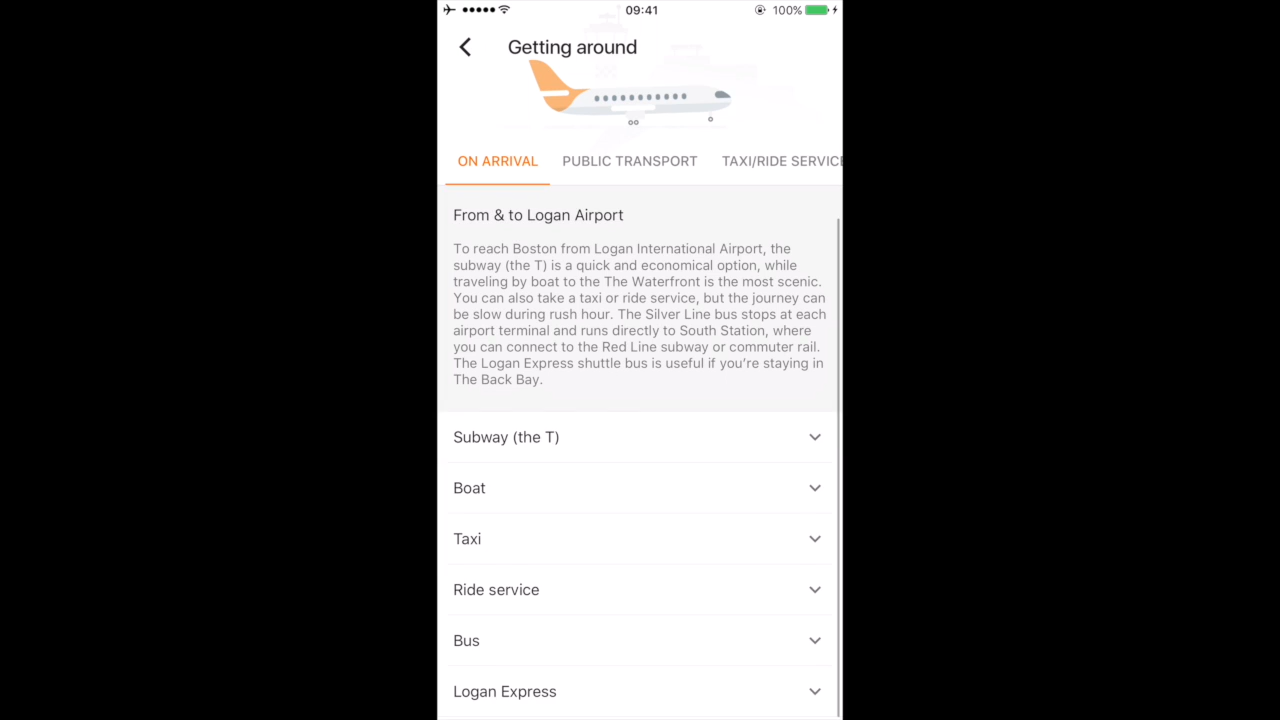 09:41
100%
Getting around
ON ARRIVAL
PUBLIC TRANSPORT
TAXI/RIDE SERVIC
From & to Logan Airport
To reach Boston from Logan International Airport, the
subway (the T) is a quick and economical option, while
traveling by boat to the The Waterfront is the most scenic.
You can also take a taxi or ride service, but the journey can
be slow during rush hour. The Silver Line bus stops at each
airport terminal and runs directly to South Station, where
you can connect to the Red Line subway or commuter rail.
The Logan Express shuttle bus is useful if you’re staying in
The Back Bay.
Subway (the T)
Boat
Taxi
Ride service
Bus
Logan Express